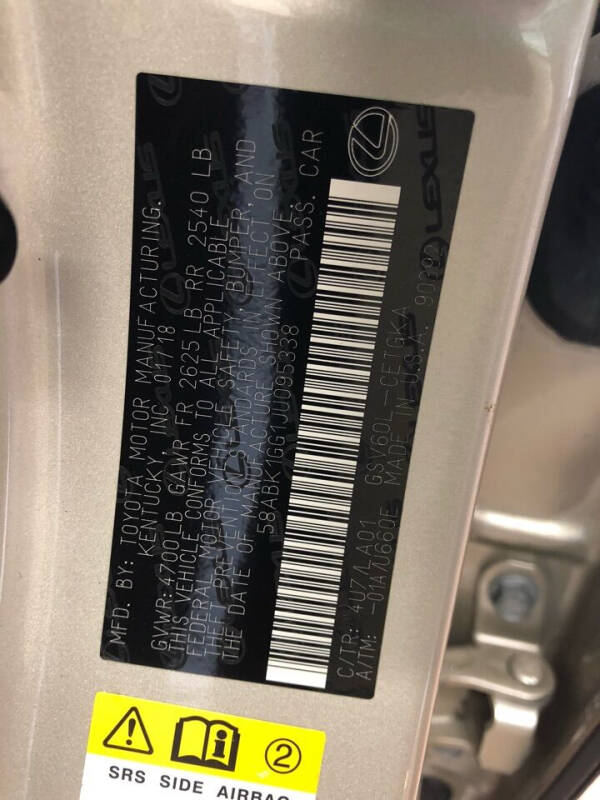 MFD. BY: TOYOTA MOTOR MANUFACTURING,
KENTUCKY, INC 01/18
GVWR: 4700 LB GAWR FR 2625 LB RR 2540 LB
THIS VEHICLE CONFORMS TO ALL APPLICABLE
FEDERAL MOTOR VEHICLE SAFETY, BUMPER, AND
THEFT PREVENTION STANDARDS IN EFFECT ON
THE DATE OF MANUFACTURE SHOWN ABOVE.
PASS. CAR
C/TR: 4U7/LA01 GSV60L-CETGKA
A/TM: -01A/U660E MADE IN U.S.A.
LEXUS
2
SRS SIDE AIRBAG